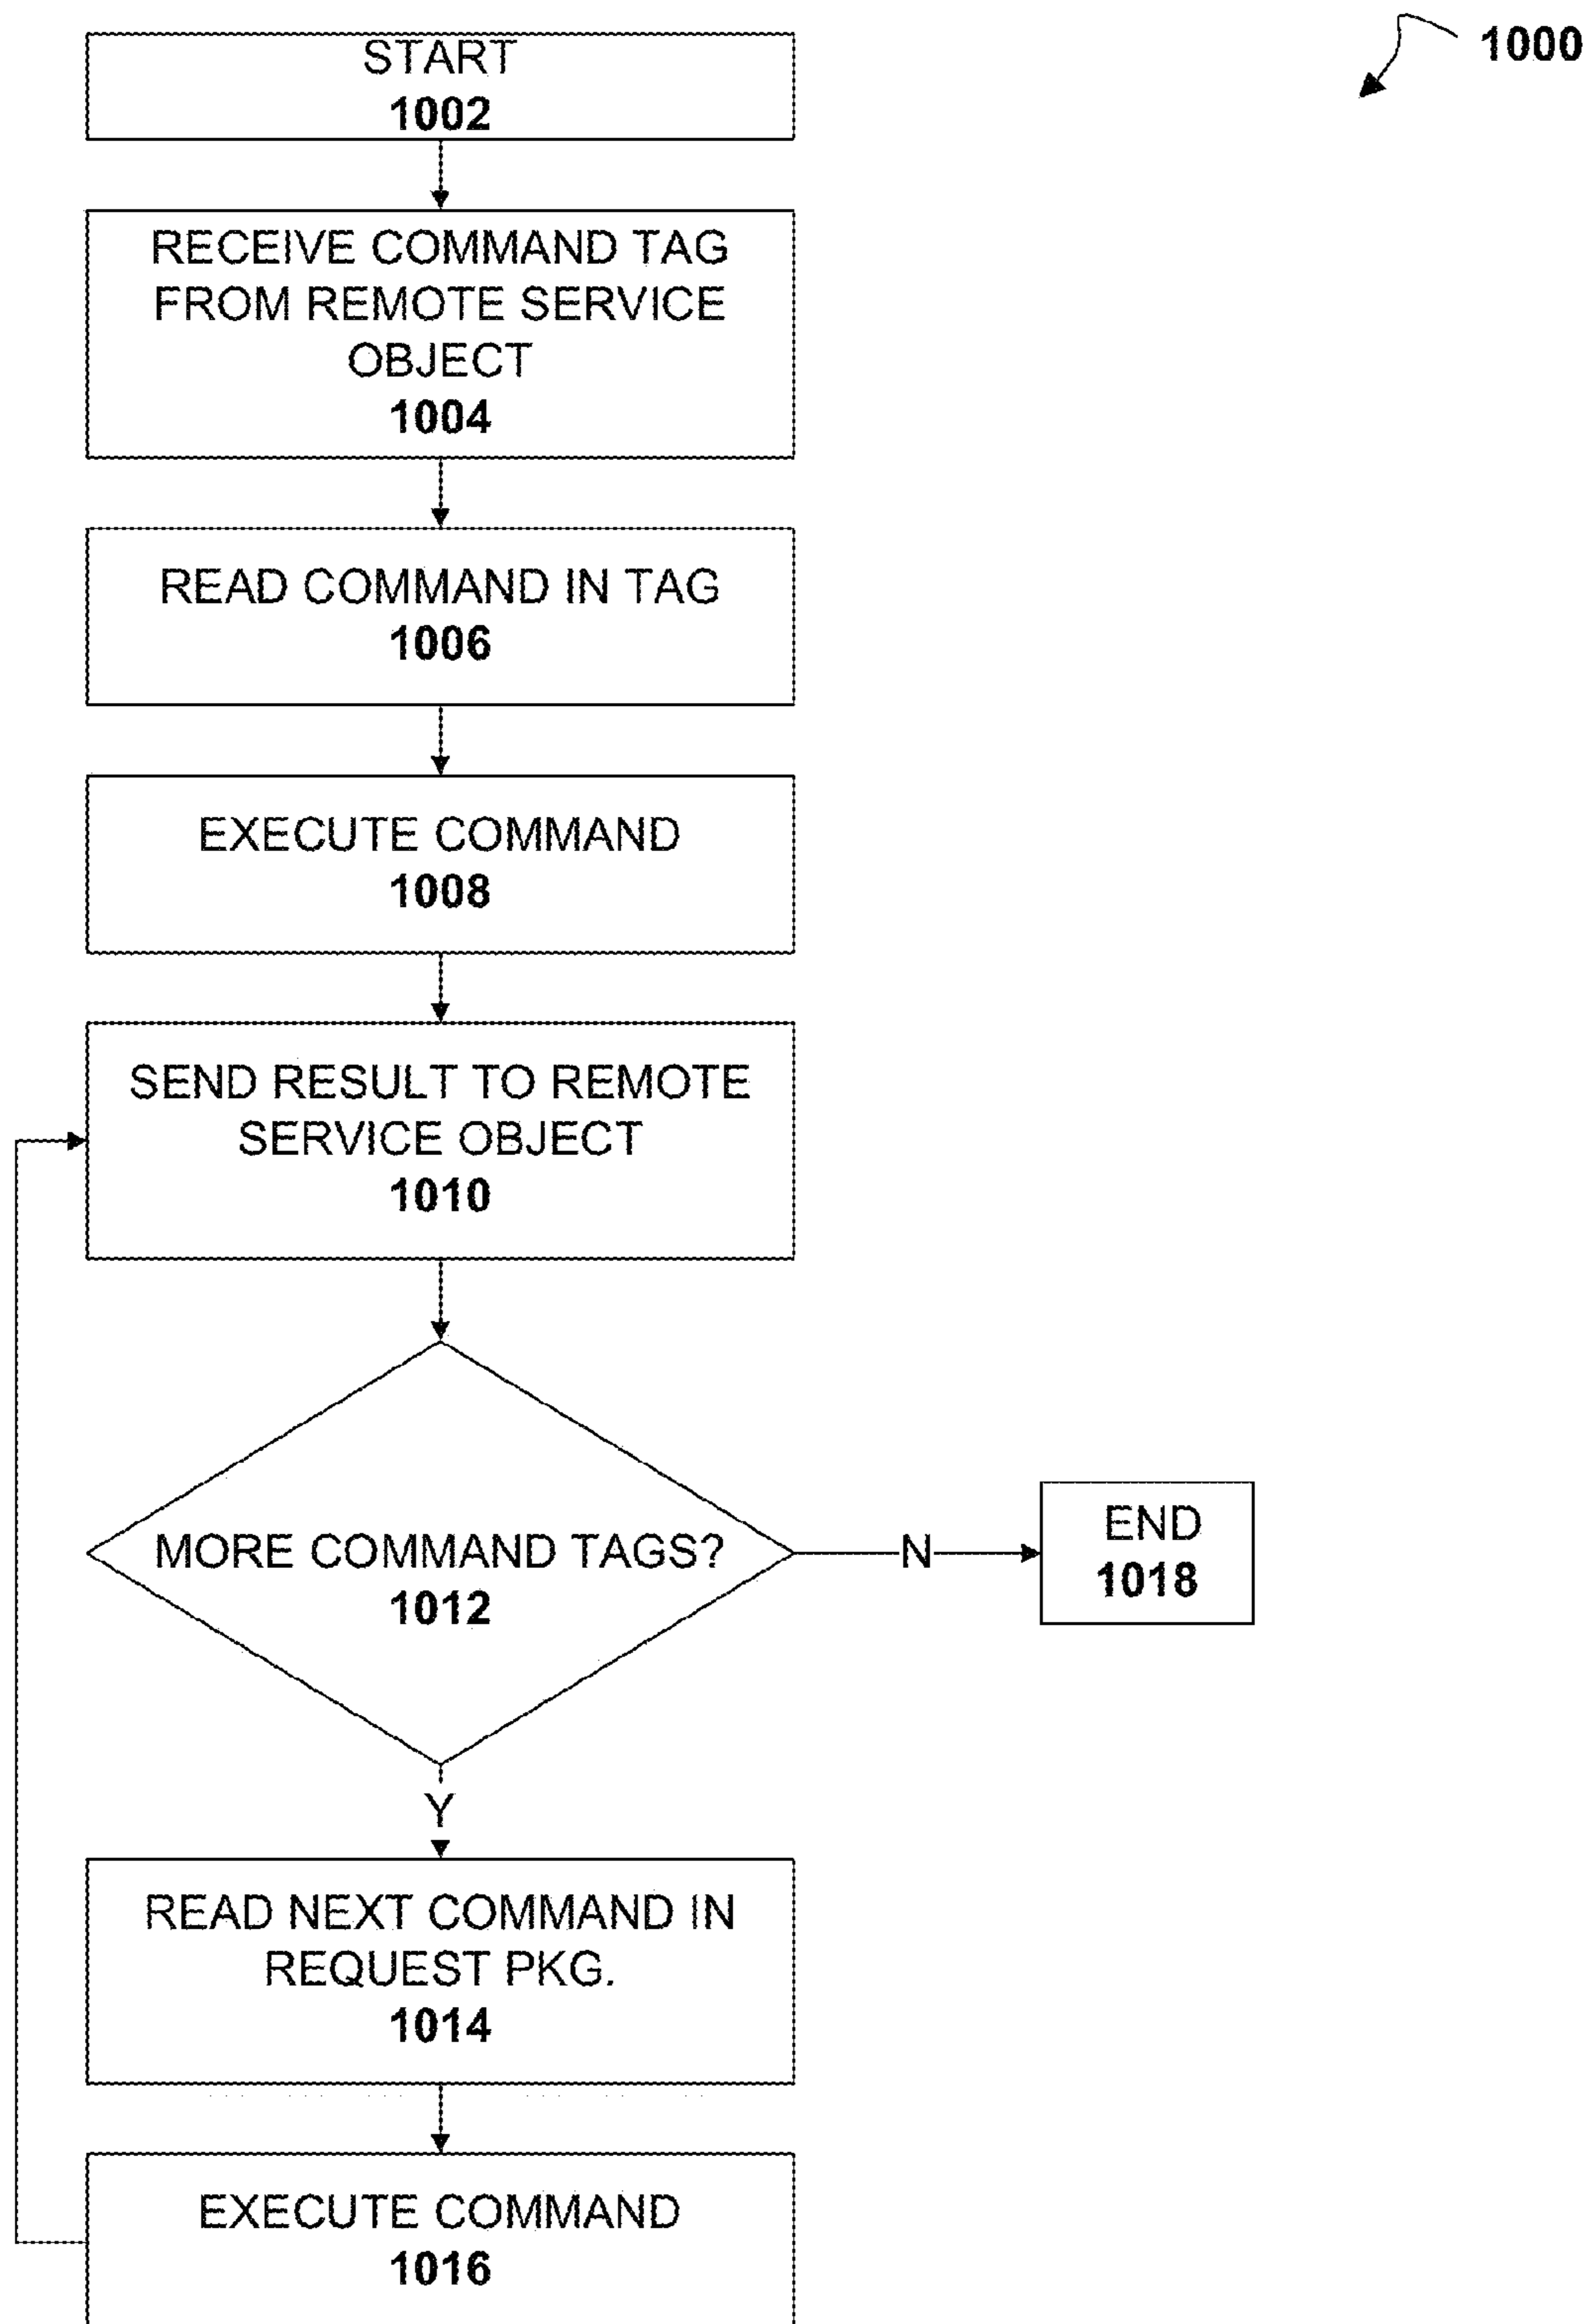 1000
START
1002
RECEIVE COMMAND TAG
FROM REMOTE SERVICE
OBJECT
1004
READ COMMAND IN TAG
1006
EXECUTE COMMAND
1008
SEND RESULT TO REMOTE
SERVICE OBJECT
1010
MORE COMMAND TAGS?
1012
N
END
1018
Y
READ NEXT COMMAND IN
REQUEST PKG.
1014
EXECUTE COMMAND
1016